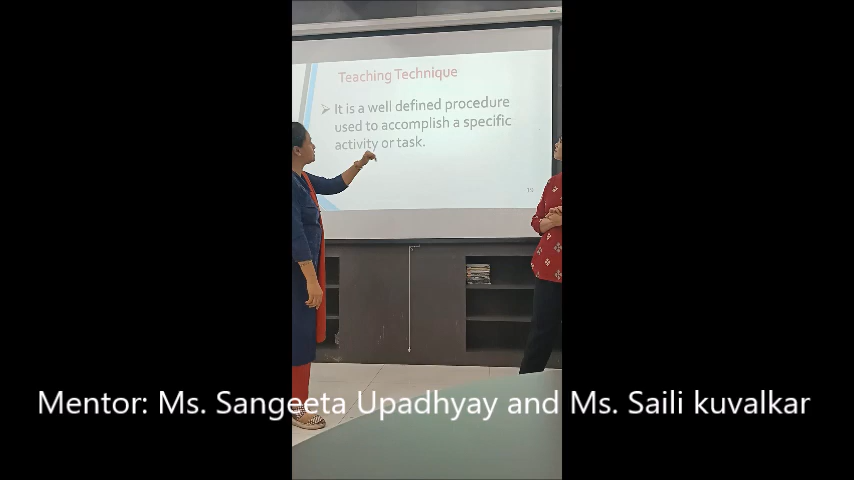 Teaching Technique
➢ It is a well defined procedure
used to accomplish a specific
activity or task.
19
Mentor: Ms. Sangeeta Upadhyay and Ms. Saili kuvalkar